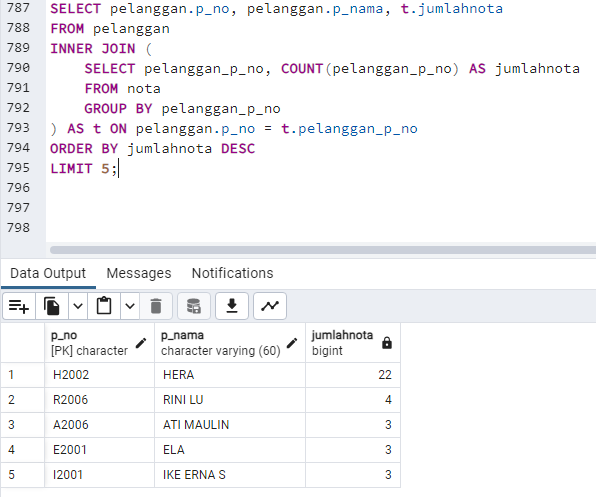 787 SELECT pelanggan.p_no, pelanggan.p_nama, t.jumlahnota
788 FROM pelanggan
789 INNER JOIN (
790 SELECT pelanggan_p_no, COUNT(pelanggan_p_no) AS jumlahnota
791 FROM nota
792 GROUP BY pelanggan_p_no
793 ) AS t ON pelanggan.p_no = t.pelanggan_p_no
794 ORDER BY jumlahnota DESC
795 LIMIT 5;
796
797
798
Data Output Messages Notifications
p_no p_nama jumlahnota
[PK] character character varying (60) bigint
1 H2002 HERA 22
2 R2006 RINI LU 4
3 A2006 ATI MAULIN 3
4 E2001 ELA 3
5 I2001 IKE ERNA S 3